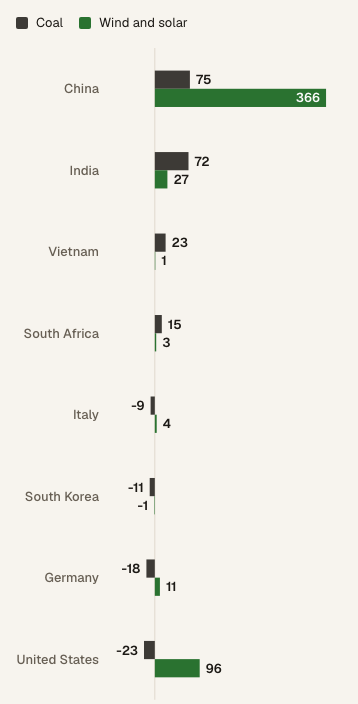 Coal Wind and solar
China 75
366
India 72
27
Vietnam 23
1
South Africa 15
3
Italy -9
4
South Korea -11
-1
Germany -18
11
United States -23
96